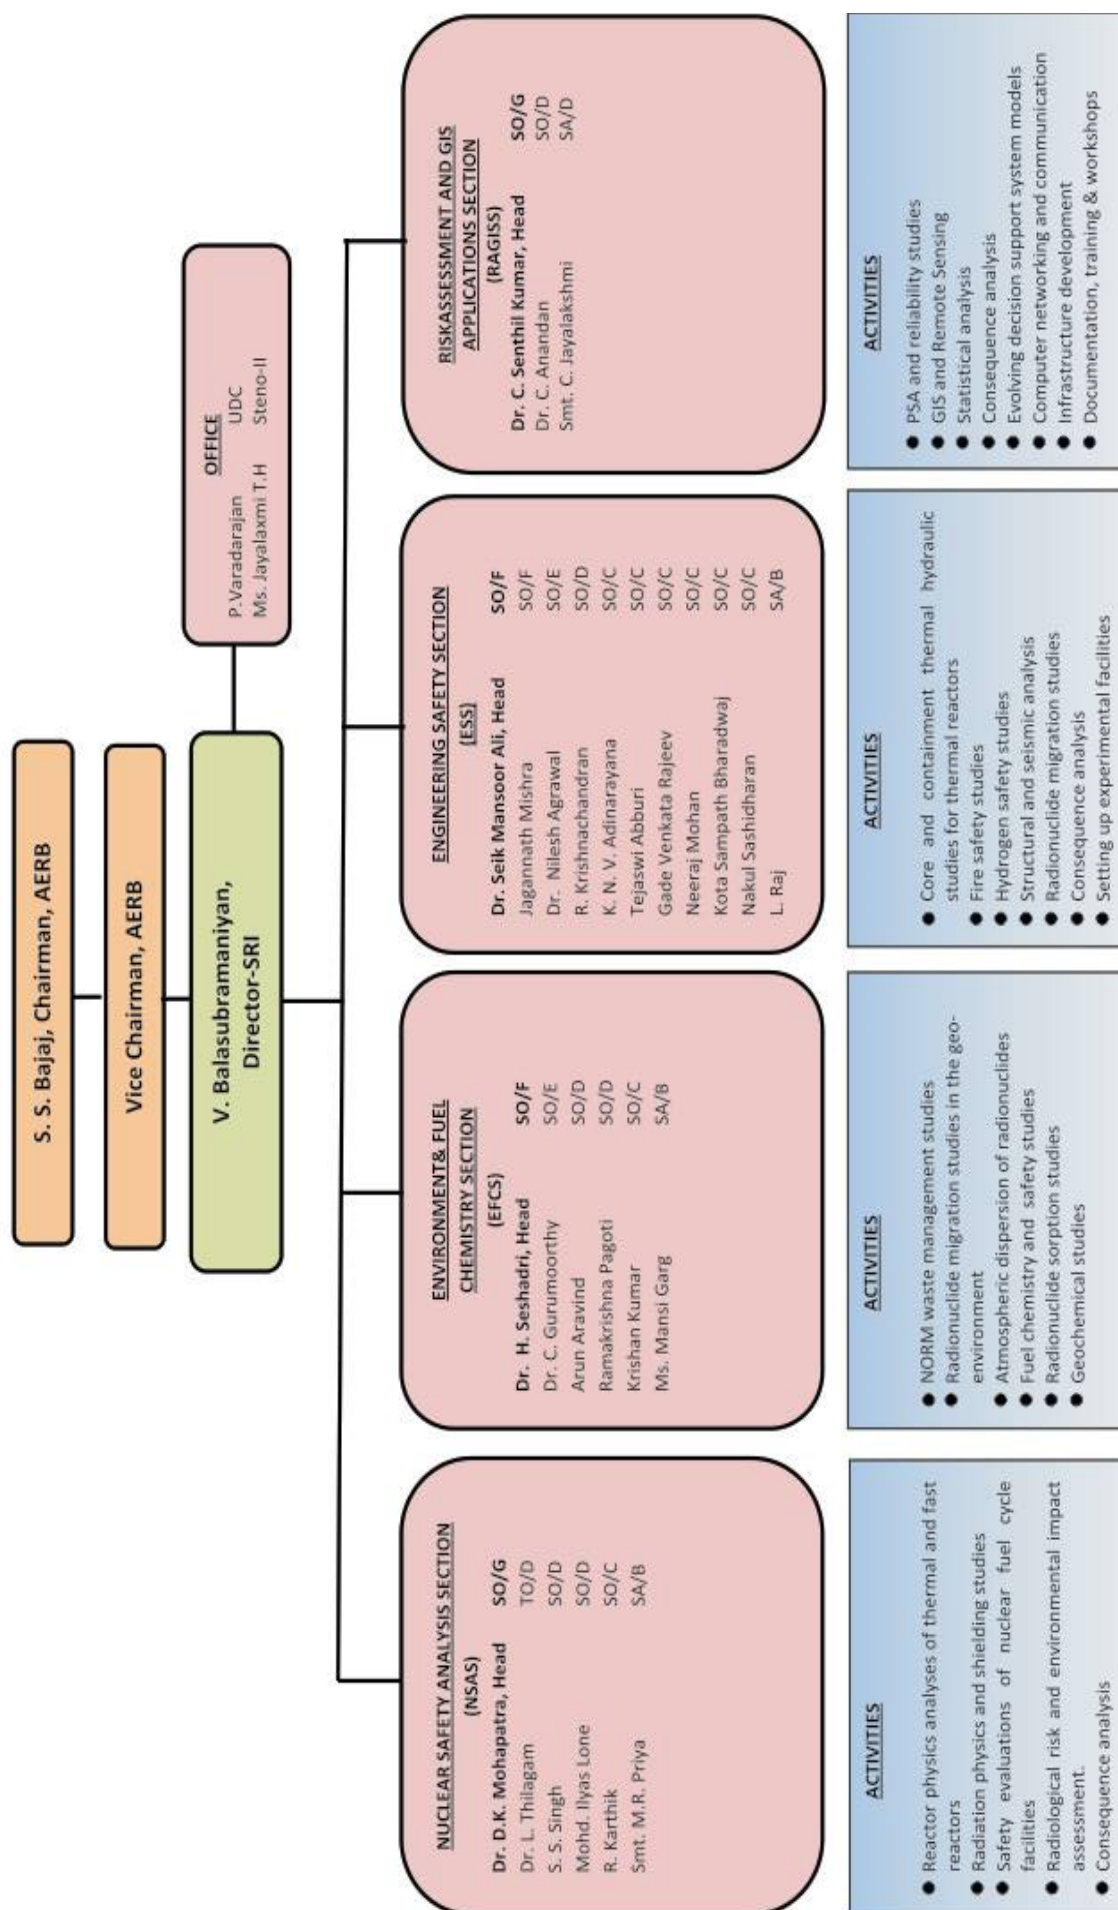 S. S. Bajaj, Chairman, AERB
Vice Chairman, AERB
V. Balasubramaniyan,
Director-SRI
OFFICE
P.Varadarajan UDC
Ms. Jayalaxmi T.H Steno-II
NUCLEAR SAFETY ANALYSIS SECTION
(NSAS)
Dr. D.K. Mohapatra, Head SO/G
Dr. L. Thilagam TO/D
S. S. Singh SO/D
Mohd. Ilyas Lone SO/D
R. Karthik SO/C
Smt. M.R. Priya SA/B
ENVIRONMENT& FUEL
CHEMISTRY SECTION
(EFCS)
Dr. H. Seshadri, Head SO/F
Dr. C. Gurumoorthy SO/E
Arun Aravind SO/D
Ramakrishna Pagoti SO/D
Krishan Kumar SO/C
Ms. Mansi Garg SA/B
ENGINEERING SAFETY SECTION
(ESS)
Dr. Seik Mansoor Ali, Head SO/F
Jagannath Mishra SO/F
Dr. Nilesh Agrawal SO/E
R. Krishnachandran SO/D
K. N. V. Adinarayana SO/C
Tejaswi Abburi SO/C
Gade Venkata Rajeev SO/C
Neeraj Mohan SO/C
Kota Sampath Bharadwaj SO/C
Nakul Sashidharan SO/C
L. Raj SA/B
RISKASSESSMENT AND GIS
APPLICATIONS SECTION
(RAGISS)
Dr. C. Senthil Kumar, Head SO/G
Dr. C. Anandan SO/D
Smt. C. Jayalakshmi SA/D
ACTIVITIES
● Reactor physics analyses of thermal and fast
reactors
● Radiation physics and shielding studies
● Safety evaluations of nuclear fuel cycle
facilities
● Radiological risk and environmental impact
assessment.
● Consequence analysis
ACTIVITIES
● NORM waste management studies
● Radionuclide migration studies in the geo-
environment
● Atmospheric dispersion of radionuclides
● Fuel chemistry and safety studies
● Radionuclide sorption studies
● Geochemical studies
ACTIVITIES
● Core and containment thermal hydraulic
studies for thermal reactors
● Fire safety studies
● Hydrogen safety studies
● Structural and seismic analysis
● Radionuclide migration studies
● Consequence analysis
● Setting up experimental facilities
ACTIVITIES
● PSA and reliability studies
● GIS and Remote Sensing
● Statistical analysis
● Consequence analysis
● Evolving decision support system models
● Computer networking and communication
● Infrastructure development
● Documentation, training & workshops